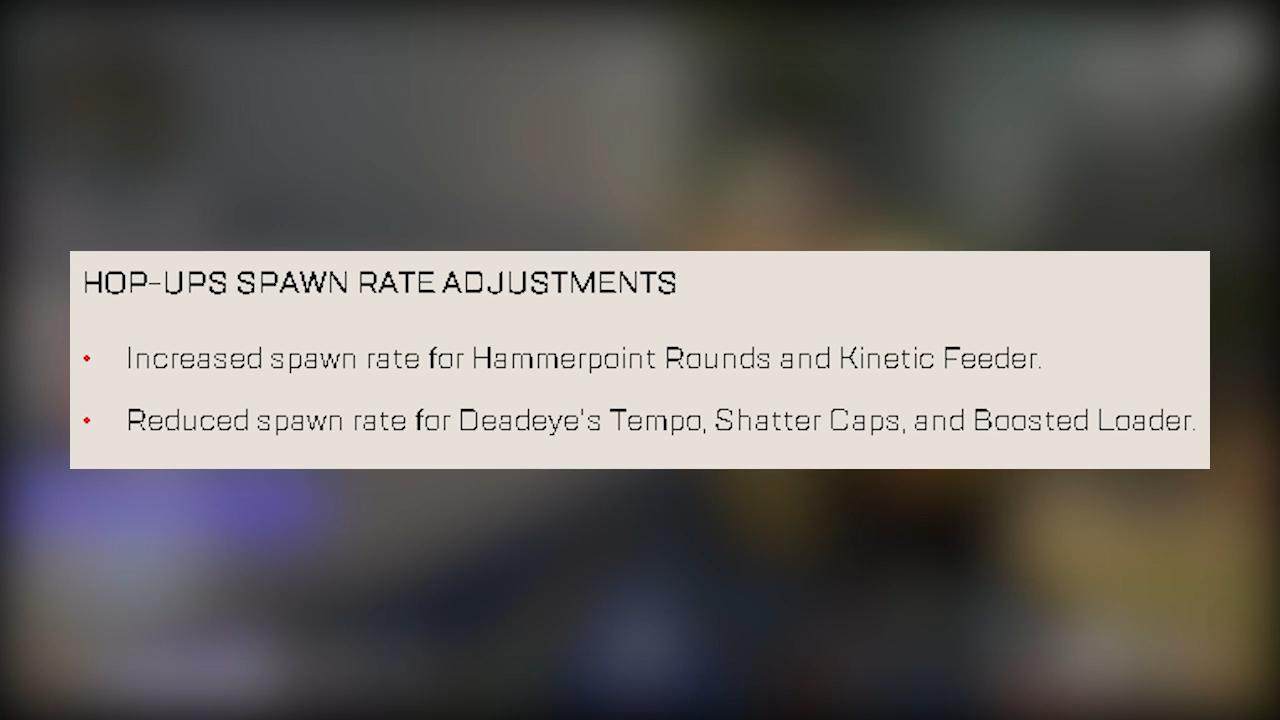 HOP-UPS SPAWN RATE ADJUSTMENTS
• Increased spawn rate for Hammerpoint Rounds and Kinetic Feeder.
• Reduced spawn rate for Deadeye's Tempo, Shatter Caps, and Boosted Loader.